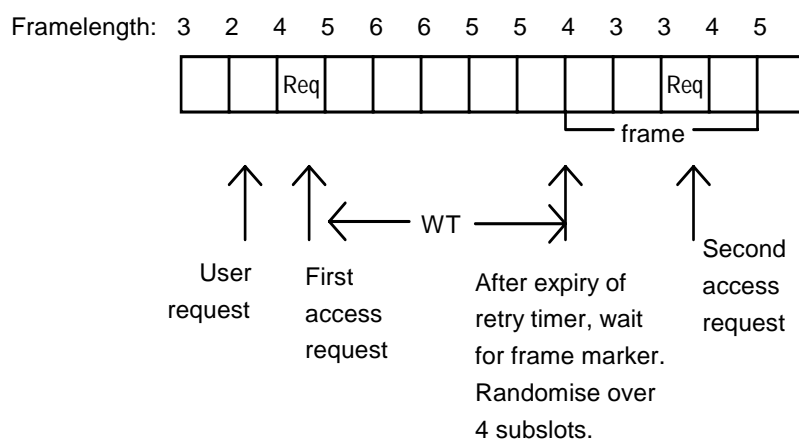 Framelength: 3 2 4 5 6 6 5 5 4 3 3 4 5
Req Req
frame
WT
User
request
First
access
request
After expiry of
retry timer, wait
for frame marker.
Randomise over
4 subslots.
Second
access
request